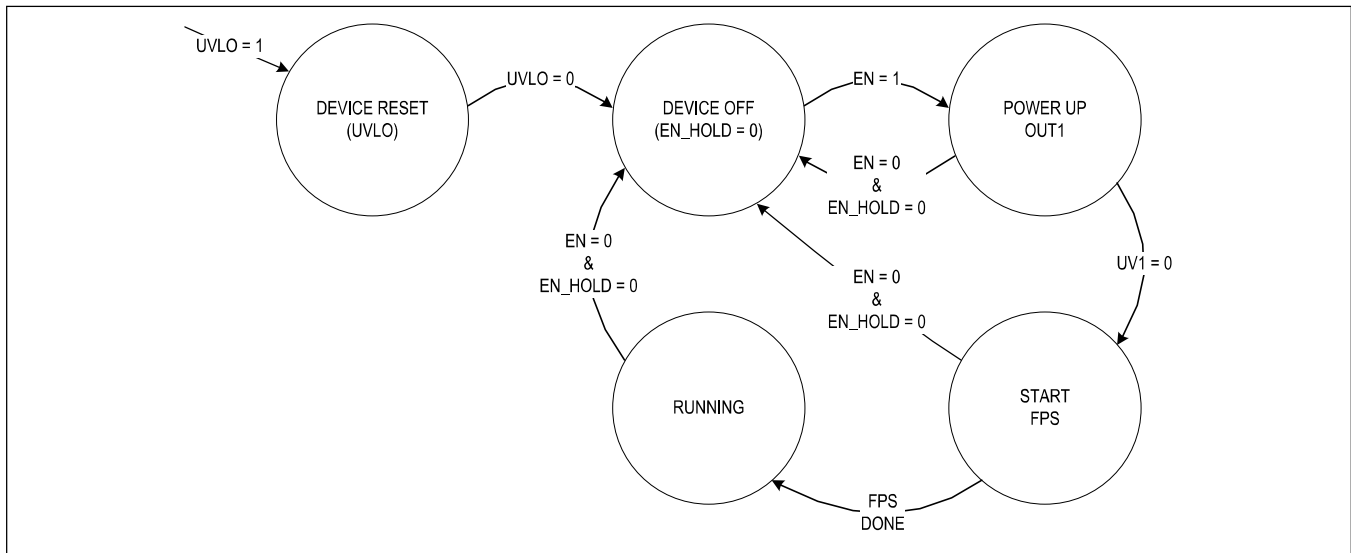 UVLO = 1
DEVICE RESET
(UVLO)
UVLO = 0
DEVICE OFF
(EN_HOLD = 0)
EN = 1
POWER UP
OUT1
EN = 0
&
EN_HOLD = 0
EN = 0
&
EN_HOLD = 0
EN = 0
&
EN_HOLD = 0
UV1 = 0
RUNNING
START
FPS
FPS
DONE